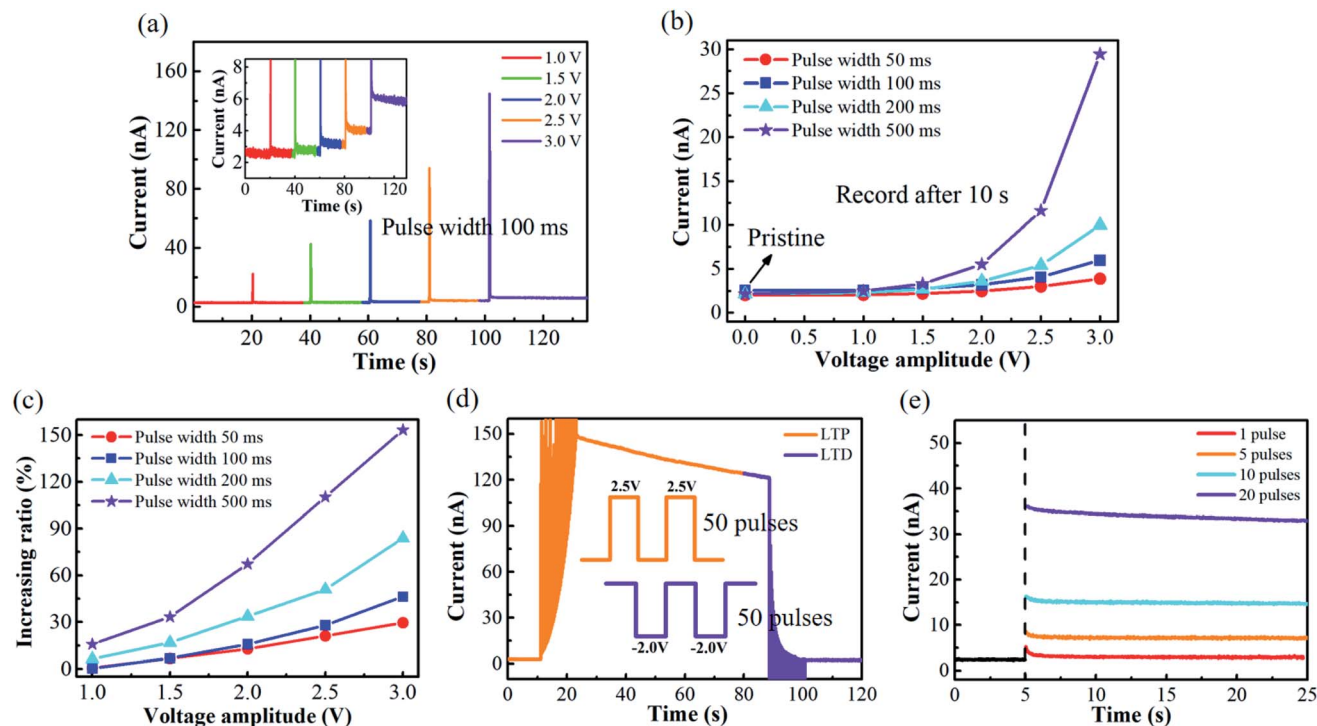 (a)
160
120
80
40
0
Current (nA)
0
20
40
60
80
100
120
Time (s)
1.0 V
1.5 V
2.0 V
2.5 V
3.0 V
Pulse width 100 ms
8
6
4
2
Current (nA)
0
40
80
120
Time (s)
(b)
30
25
20
15
10
5
0
Current (nA)
Pulse width 50 ms
Pulse width 100 ms
Pulse width 200 ms
Pulse width 500 ms
Record after 10 s
Pristine
0.0
0.5
1.0
1.5
2.0
2.5
3.0
Voltage amplitude (V)
(c)
150
120
90
60
30
0
Increasing ratio (%)
Pulse width 50 ms
Pulse width 100 ms
Pulse width 200 ms
Pulse width 500 ms
1.0
1.5
2.0
2.5
3.0
Voltage amplitude (V)
(d)
150
120
90
60
30
0
Current (nA)
LTP
LTD
2.5V
2.5V
50 pulses
50 pulses
-2.0V
-2.0V
0
20
40
60
80
100
120
Time (s)
(e)
50
40
30
20
10
0
Current (nA)
1 pulse
5 pulses
10 pulses
20 pulses
0
5
10
15
20
25
Time (s)